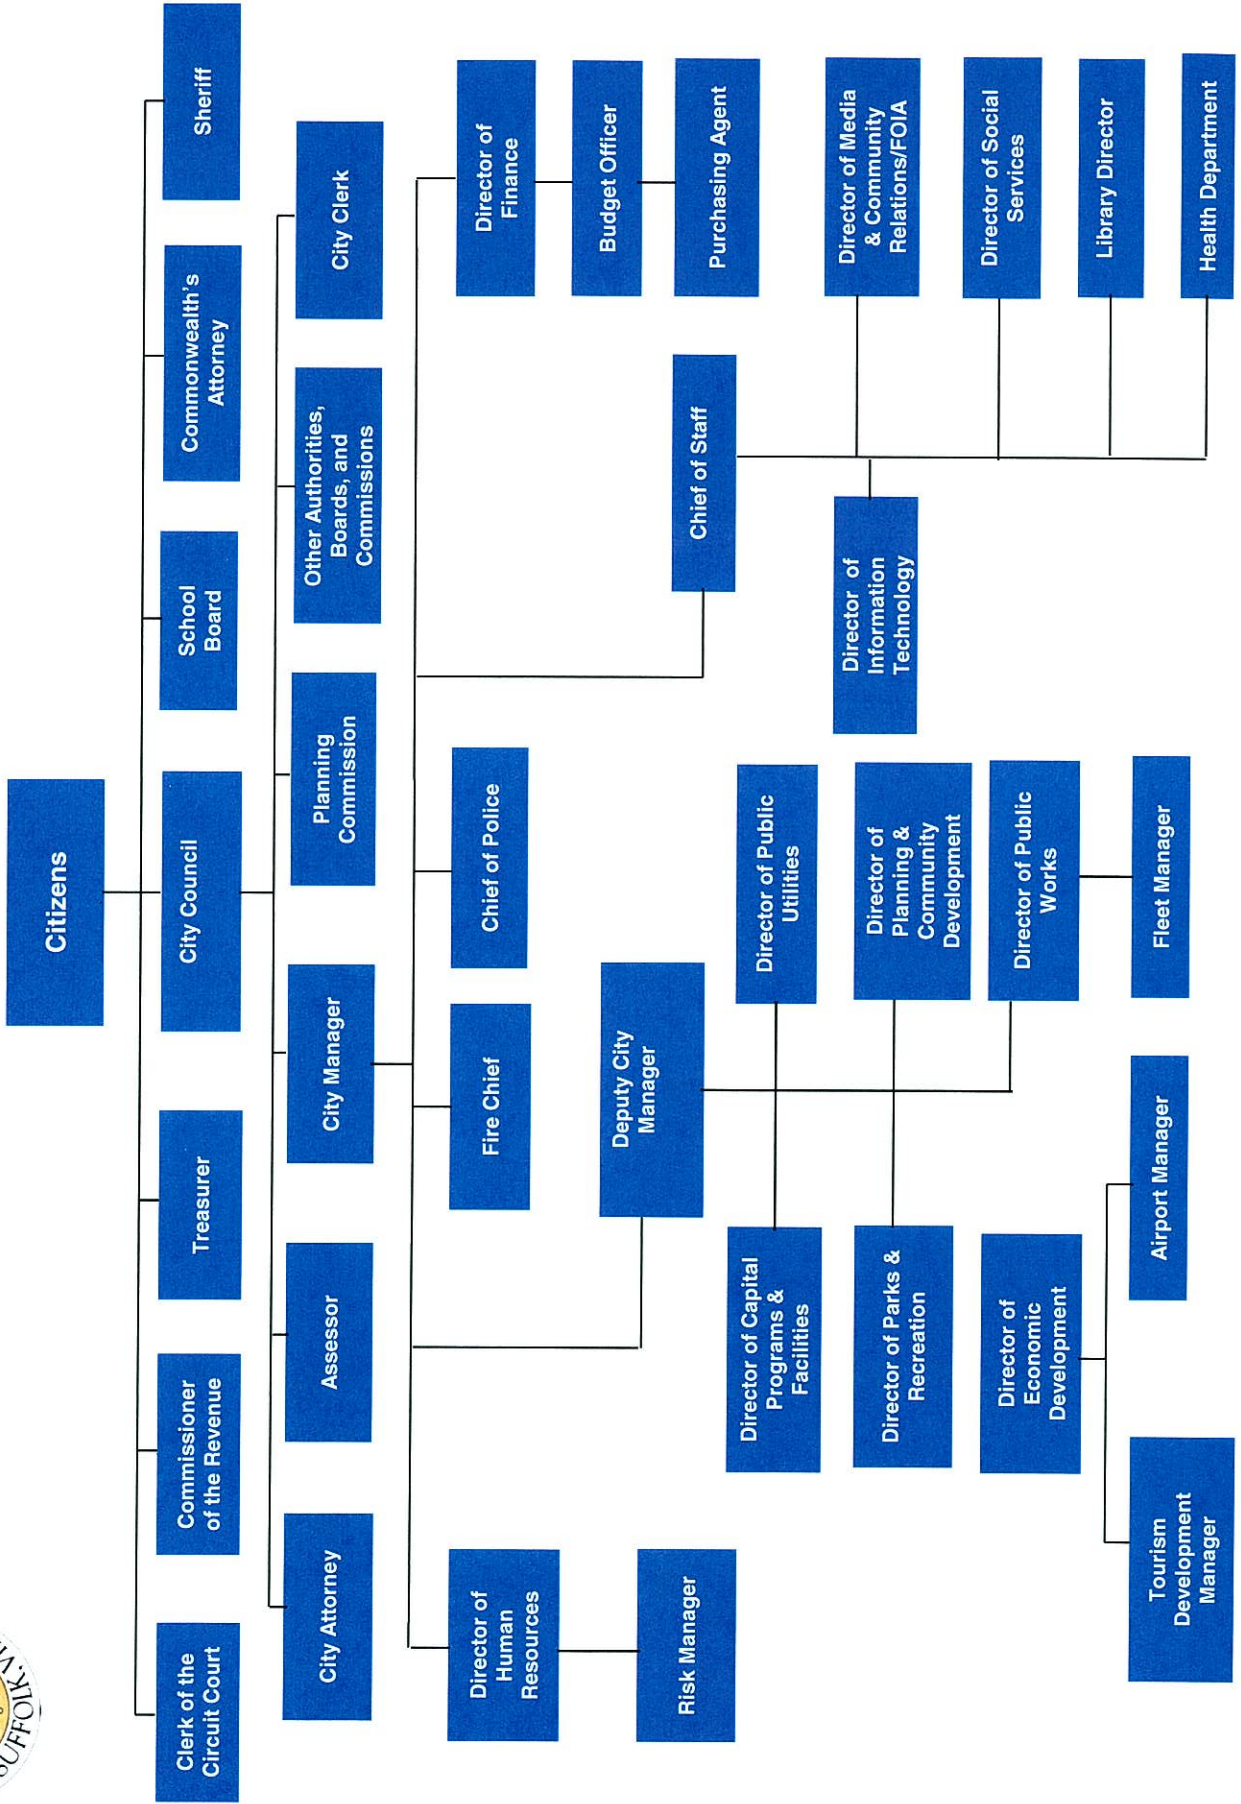 SUFFOLK, VI
Citizens
Clerk of the
Circuit Court
Commissioner
of the Revenue
Treasurer
City Council
School
Board
Commonwealth's
Attorney
Sheriff
City Attorney
Assessor
City Manager
Planning
Commission
Other Authorities,
Boards, and
Commissions
City Clerk
Director of
Human
Resources
Risk Manager
Fire Chief
Chief of Police
Director of
Finance
Budget Officer
Purchasing Agent
Deputy City
Manager
Chief of Staff
Director of Capital
Programs &
Facilities
Director of Public
Utilities
Director of Parks &
Recreation
Director of
Planning &
Community
Development
Director of
Economic
Development
Director of Public
Works
Tourism
Development
Manager
Airport Manager
Fleet Manager
Director of
Information
Technology
Director of Media
& Community
Relations/FOIA
Director of Social
Services
Library Director
Health Department